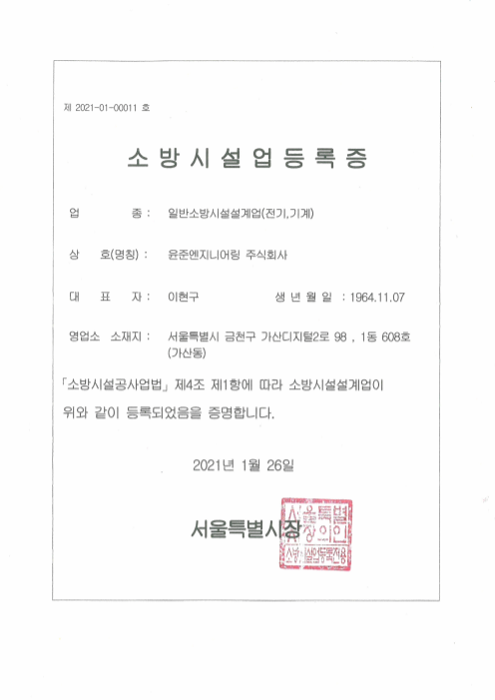 제 2021-01-00011 호
소방시설업등록증
업 종 : 일반소방시설설계업(전기,기계)
상 호(명칭) : 윤준엔지니어링 주식회사
대 표 자 : 이현구 생 년 월 일 : 1964.11.07
영업소 소재지 : 서울특별시 금천구 가산디지털2로 98 , 1동 608호
(가산동)
「소방시설공사업법」 제4조 제1항에 따라 소방시설설계업이
위와 같이 등록되었음을 증명합니다.
2021년 1월 26일
서울특별시장
서울특별
장의인